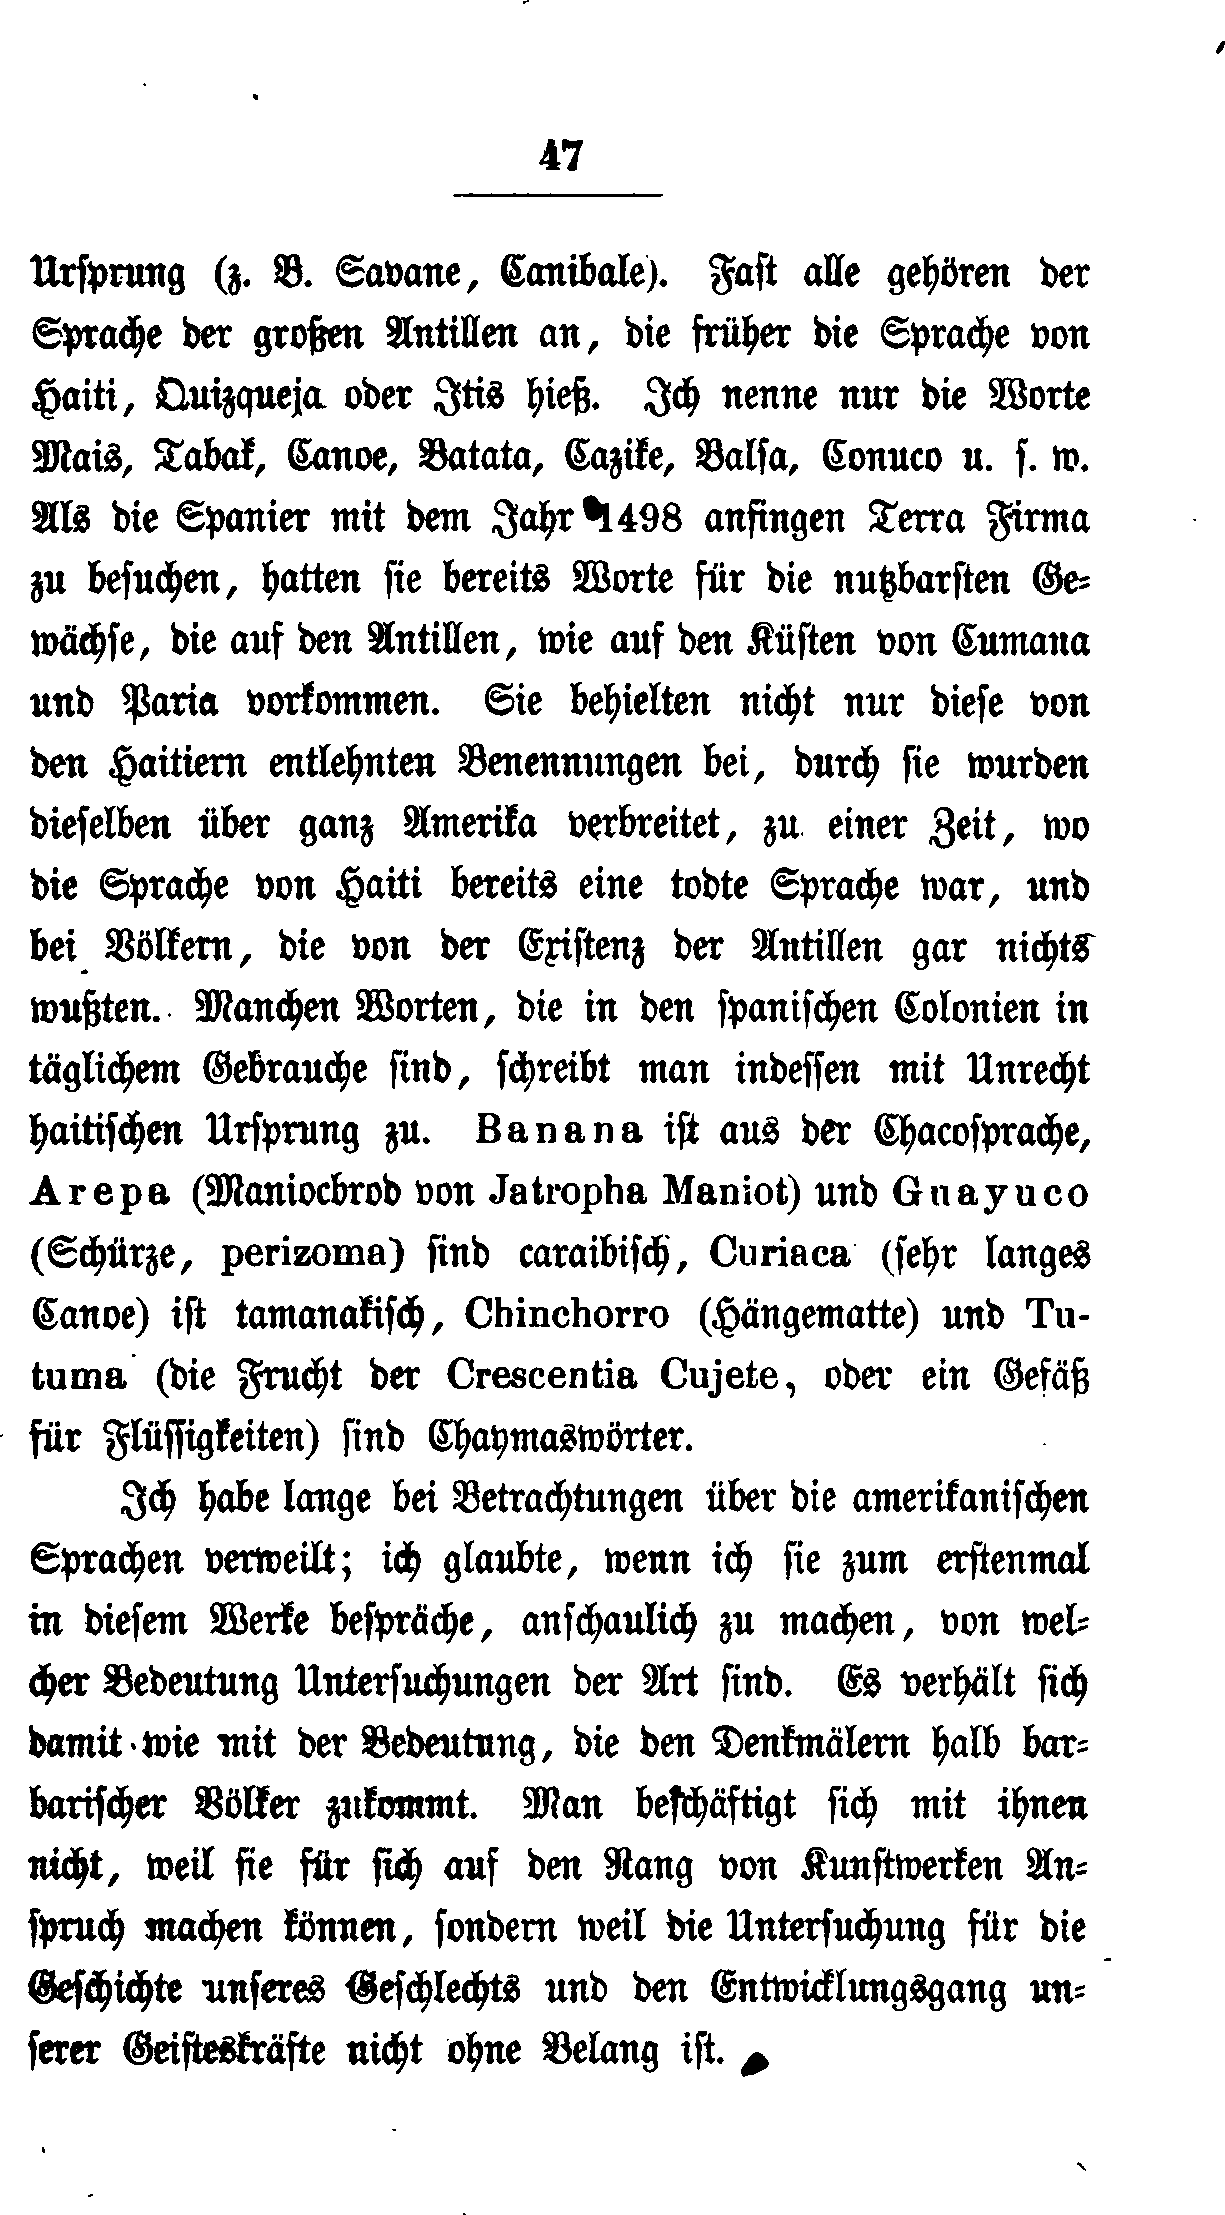 47
Ursprung (z. B. Savane, Canibale). Fast alle gehören der
Sprache der großen Antillen an, die früher die Sprache von
Haiti, Quizqueja oder Itis hieß. Ich nenne nur die Worte
Mais, Tabak, Canoe, Batata, Cazike, Balsa, Conuco u. s. w.
Als die Spanier mit dem Jahr 1498 anfingen Terra Firma
zu besuchen, hatten sie bereits Worte für die nutzbarsten Ge-
wächse, die auf den Antillen, wie auf den Küsten von Cumana
und Paria vorkommen. Sie behielten nicht nur diese von
den Haitiern entlehnten Benennungen bei, durch sie wurden
dieselben über ganz Amerika verbreitet, zu einer Zeit, wo
die Sprache von Haiti bereits eine todte Sprache war, und
bei Völkern, die von der Existenz der Antillen gar nichts
wußten. Manchen Worten, die in den spanischen Colonien in
täglichem Gebrauche sind, schreibt man indessen mit Unrecht
haitischen Ursprung zu. Banana ist aus der Chacosprache,
Arepa (Maniocbrod von Jatropha Maniot) und Guayuco
(Schürze, perizoma) sind caraibisch, Curiaca (sehr langes
Canoe) ist tamanakisch, Chinchorro (Hängematte) und Tu-
tuma (die Frucht der Crescentia Cujete, oder ein Gefäß
für Flüssigkeiten) sind Chaymaswörter.
Ich habe lange bei Betrachtungen über die amerikanischen
Sprachen verweilt; ich glaubte, wenn ich sie zum erstenmal
in diesem Werke bespräche, anschaulich zu machen, von wel-
cher Bedeutung Untersuchungen der Art sind. Es verhält sich
damit wie mit der Bedeutung, die den Denkmälern halb bar-
barischer Völker zukommt. Man beschäftigt sich mit ihnen
nicht, weil sie für sich auf den Rang von Kunstwerken An-
spruch machen können, sondern weil die Untersuchung für die
Geschichte unseres Geschlechts und den Entwicklungsgang un-
serer Geisteskräfte nicht ohne Belang ist.